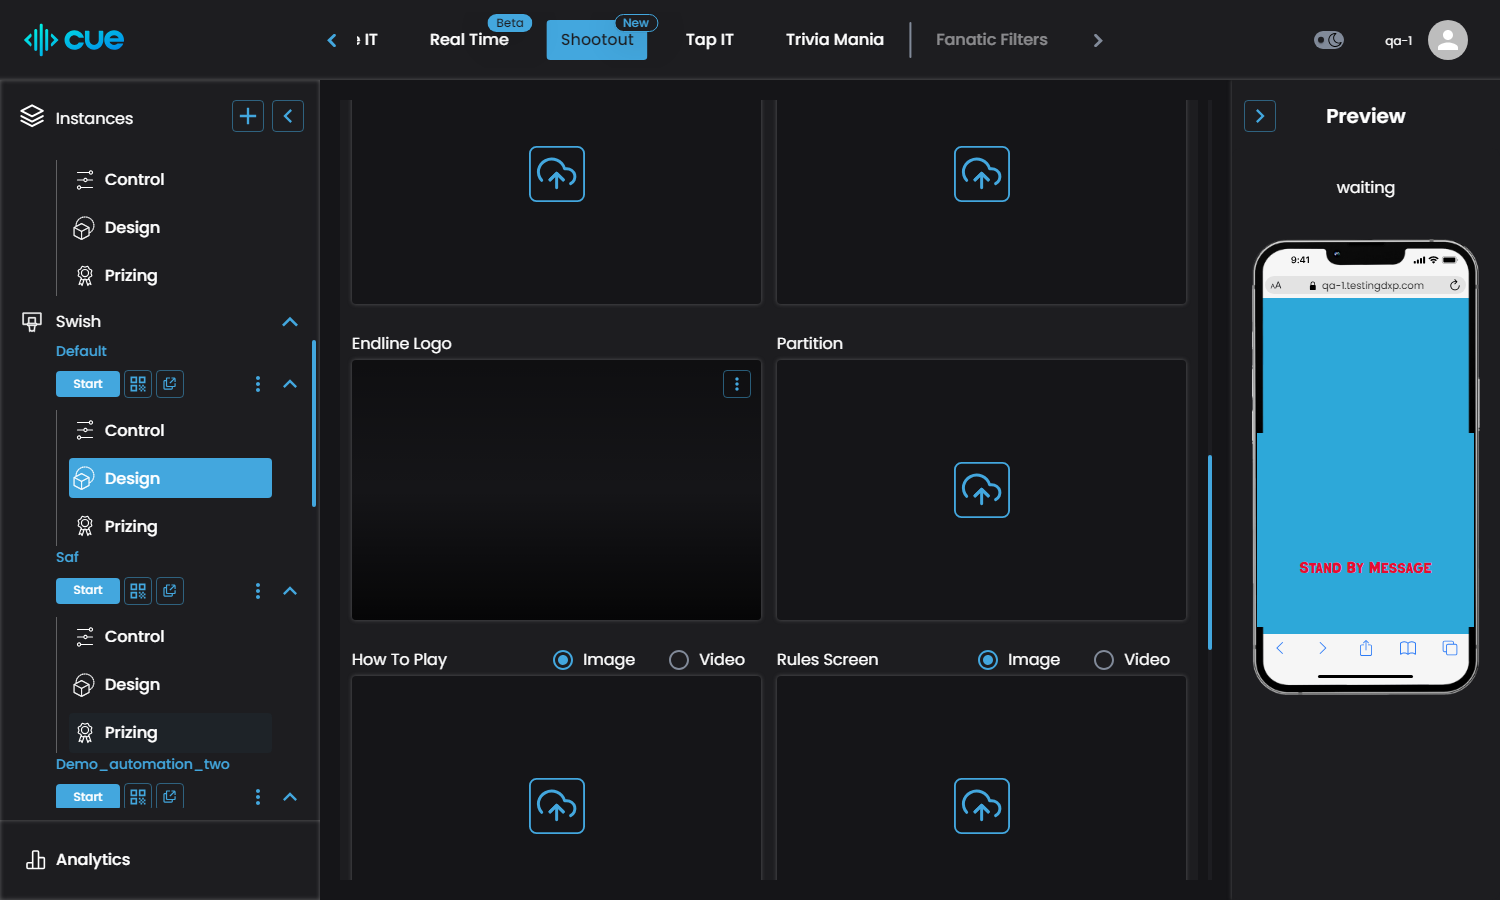 cue
IT
Real Time
Beta
Shootout
New
Tap IT
Trivia Mania
Fanatic Filters
qa-1
Instances
Control
Design
Prizing
Swish
Default
Start
Control
Design
Prizing
Saf
Start
Control
Design
Prizing
Demo_automation_two
Start
Analytics
Endline Logo
Partition
How To Play
Image
Video
Rules Screen
Image
Video
Preview
waiting
9:41
AA
qa-1.testingdxp.com
Stand By Message